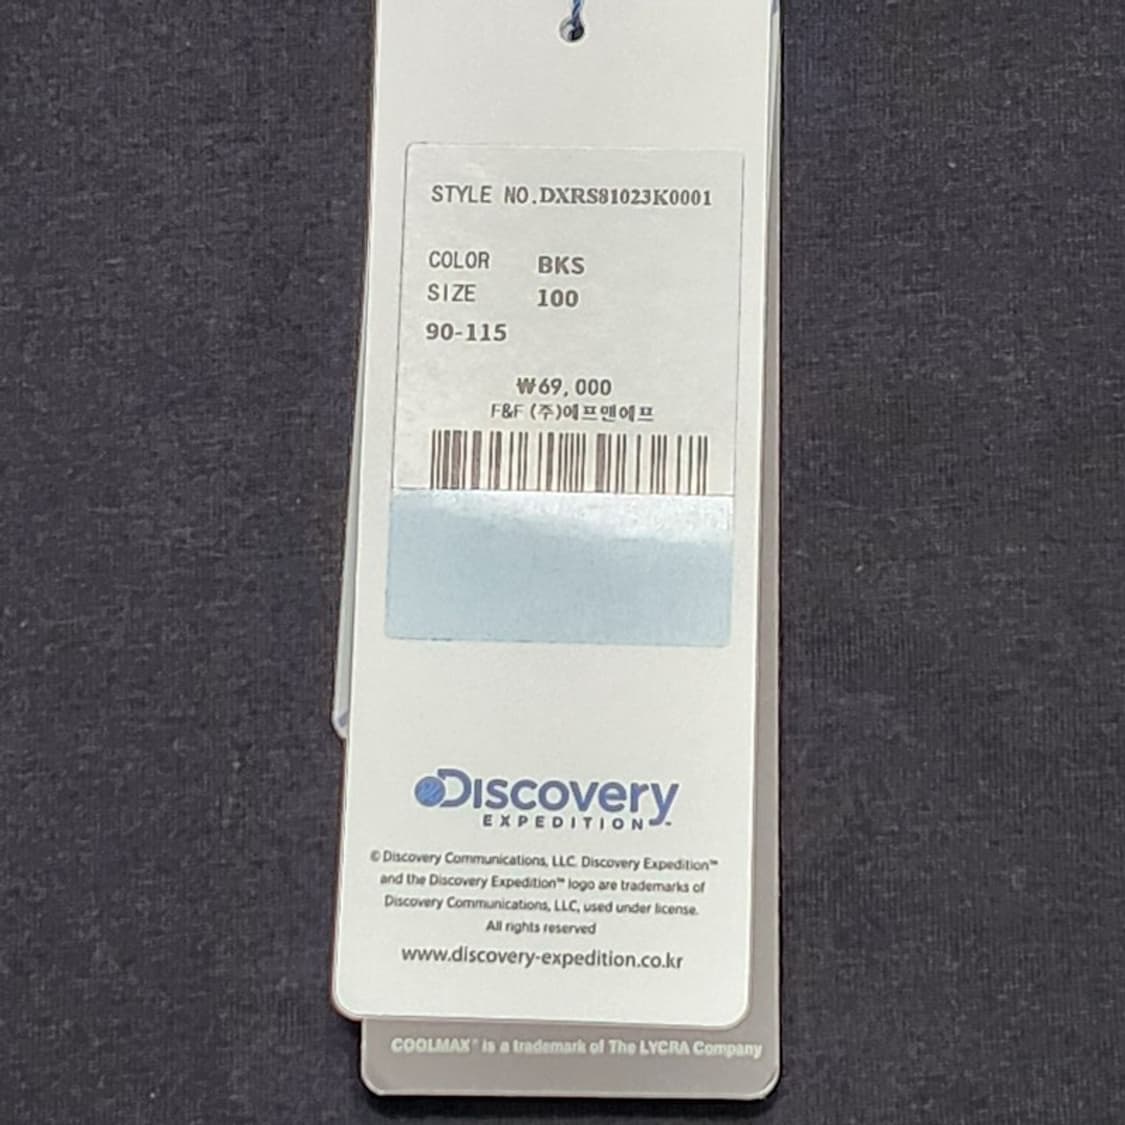 STYLE NO.DXRS81023K0001
COLOR BKS
SIZE 100
90-115
₩69,000
F&F (주)에프앤에프
Discovery
EXPEDITION™
© Discovery Communications, LLC. Discovery Expedition™
and the Discovery Expedition™ logo are trademarks of
Discovery Communications, LLC, used under license.
All rights reserved
www.discovery-expedition.co.kr
COOLMAX® is a trademark of The LYCRA Company